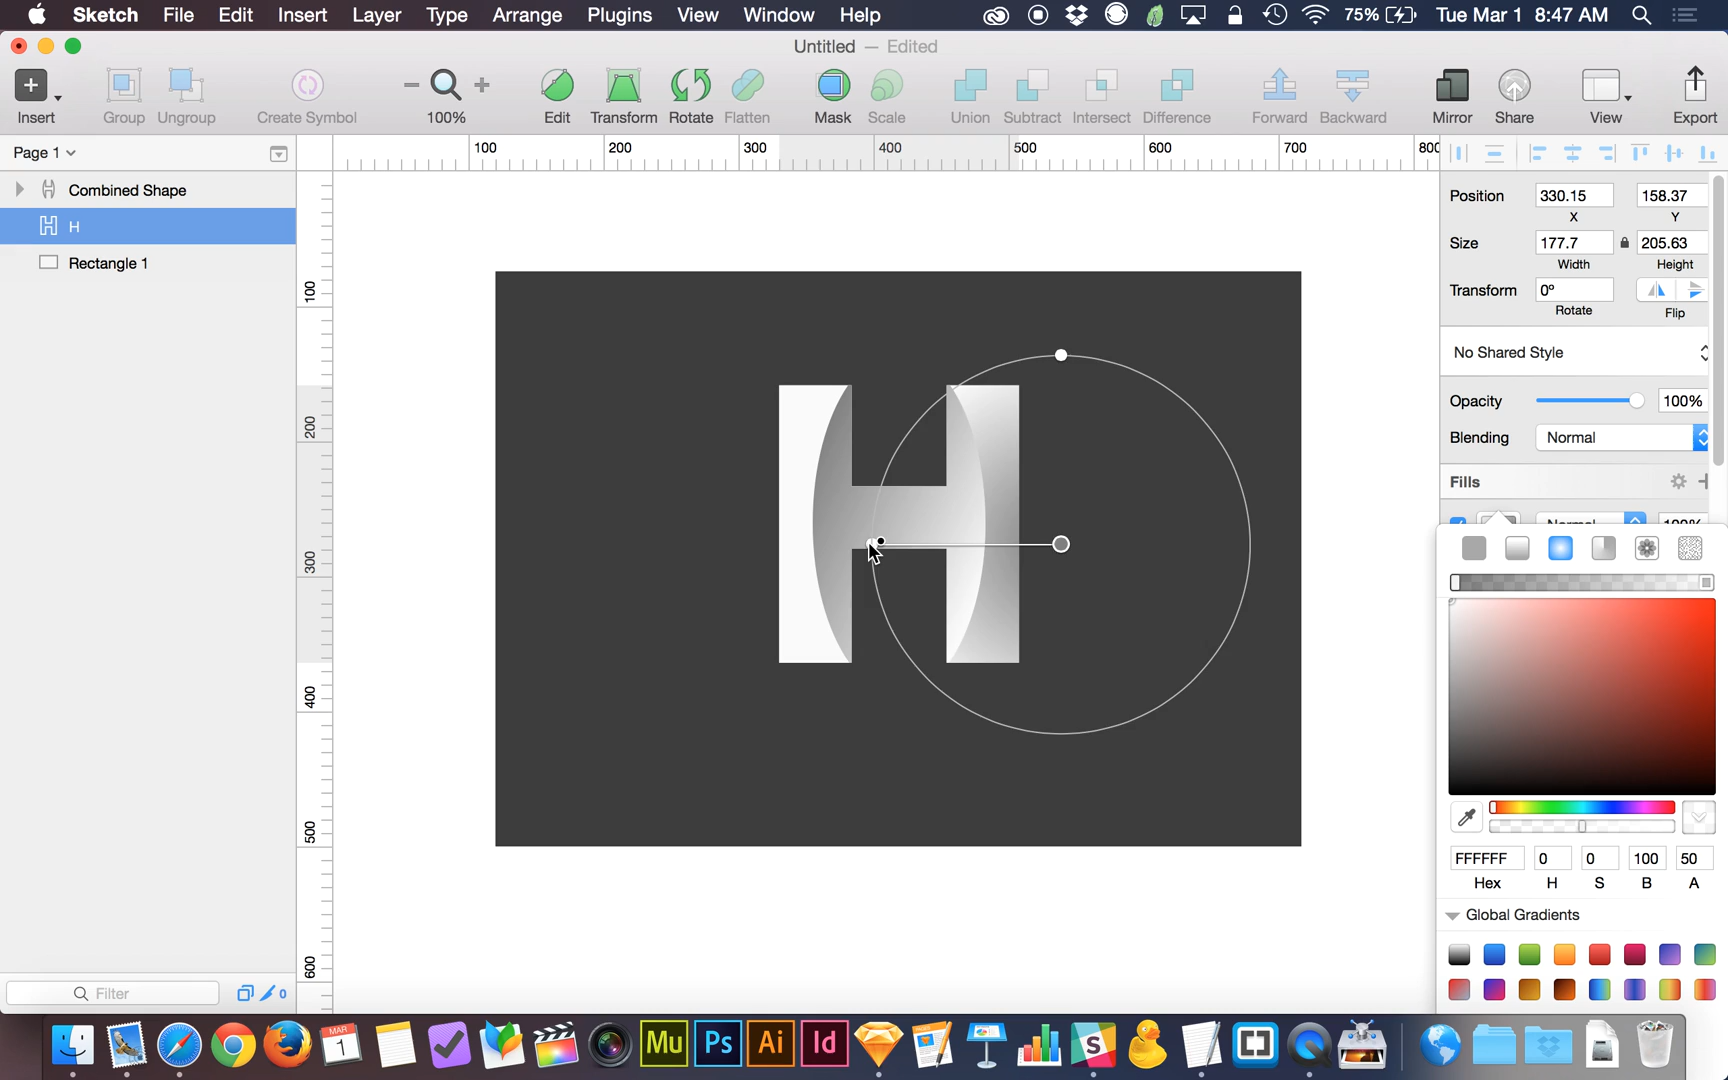 Sketch File Edit Insert Layer Type Arrange Plugins View Window Help 75% Tue Mar 1 8:47 AM
Untitled — Edited
Insert Group Ungroup Create Symbol 100% Edit Transform Rotate Flatten Mask Scale Union Subtract Intersect Difference Forward Backward Mirror Share View Export
Page 1
100 200 300 400 500 600 700 800
Combined Shape
H
Rectangle 1
100
200
300
400
500
600
H
Position 330.15 158.37
X Y
Size 177.7 205.63
Width Height
Transform 0°
Rotate Flip
No Shared Style
Opacity 100%
Blending Normal
Fills
Normal 100%
FFFFFF 0 0 100 50
Hex H S B A
Global Gradients
Filter 0
MAR
1
Mu Ps Ai Id